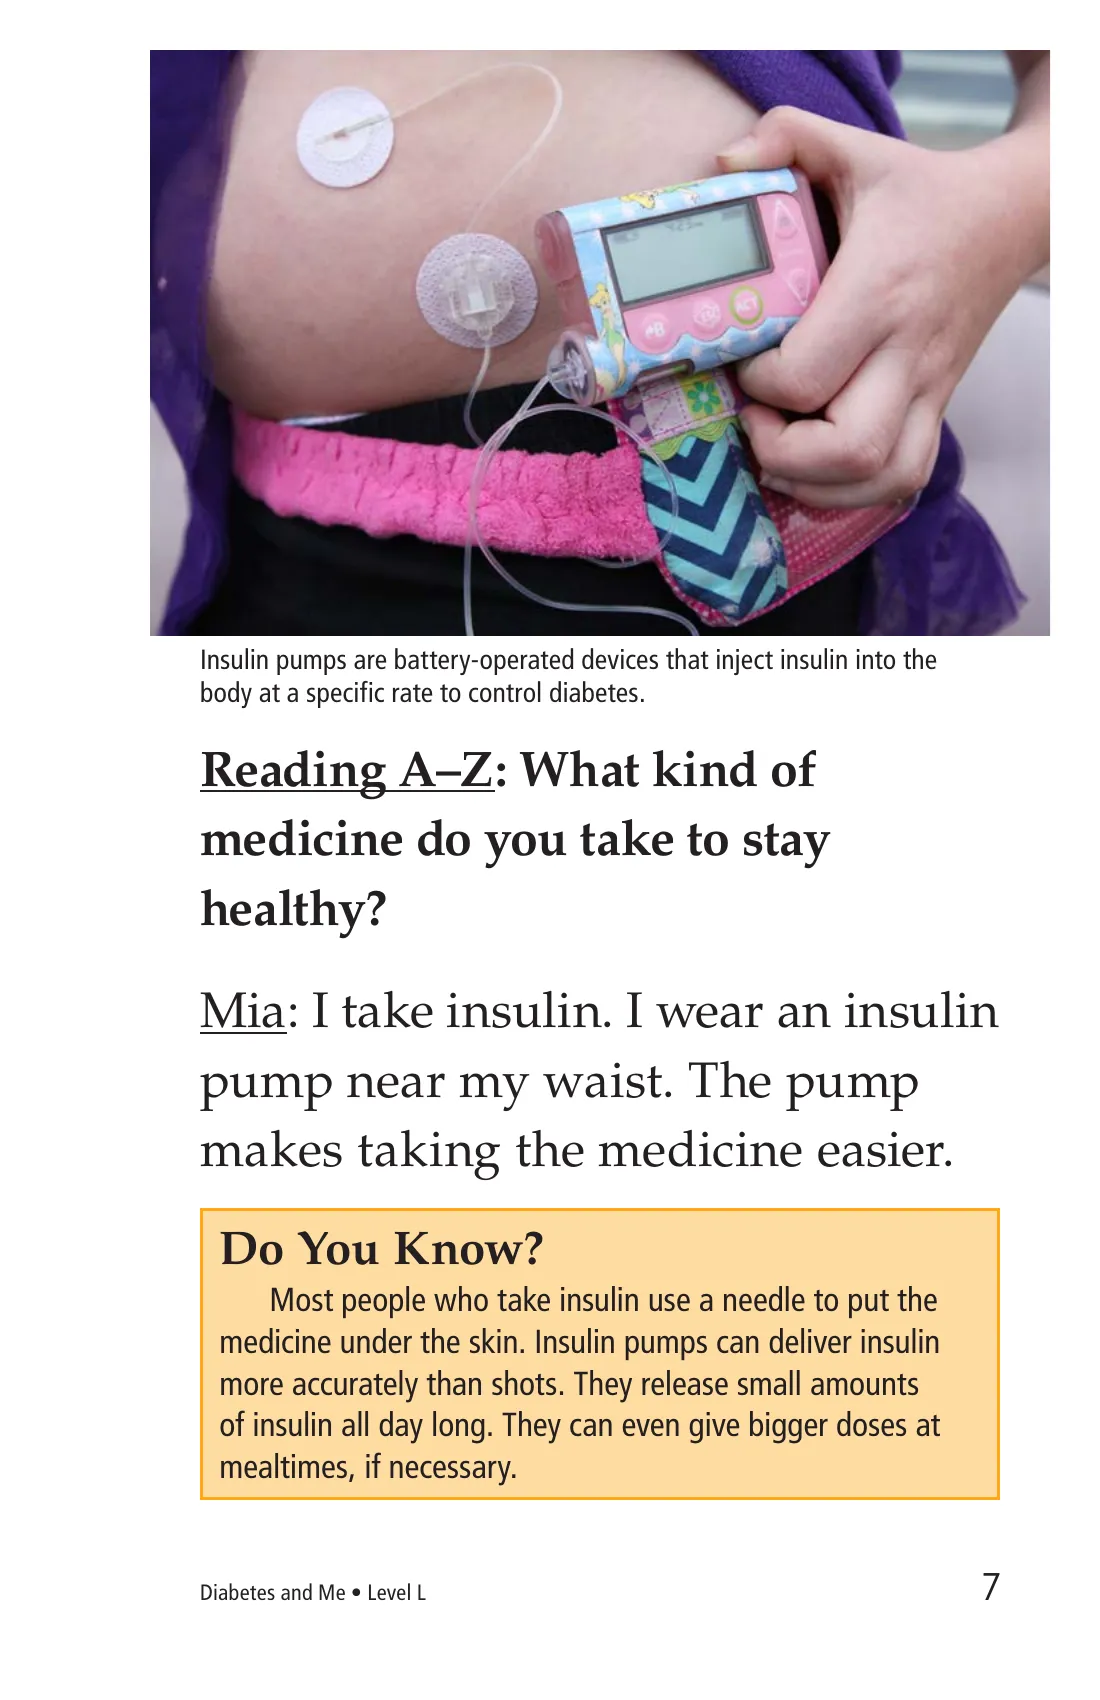 ACT
B
ESC
Insulin pumps are battery-operated devices that inject insulin into the
body at a specific rate to control diabetes.
Reading A–Z: What kind of
medicine do you take to stay
healthy?
Mia: I take insulin. I wear an insulin
pump near my waist. The pump
makes taking the medicine easier.
Do You Know?
Most people who take insulin use a needle to put the
medicine under the skin. Insulin pumps can deliver insulin
more accurately than shots. They release small amounts
of insulin all day long. They can even give bigger doses at
mealtimes, if necessary.
Diabetes and Me • Level L
7